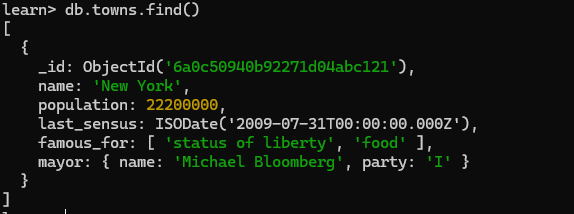 learn> db.towns.find()
[
  {
    _id: ObjectId('6a0c50940b92271d04abc121'),
    name: 'New York',
    population: 22200000,
    last_sensus: ISODate('2009-07-31T00:00:00.000Z'),
    famous_for: [ 'status of liberty', 'food' ],
    mayor: { name: 'Michael Bloomberg', party: 'I' }
  }
]